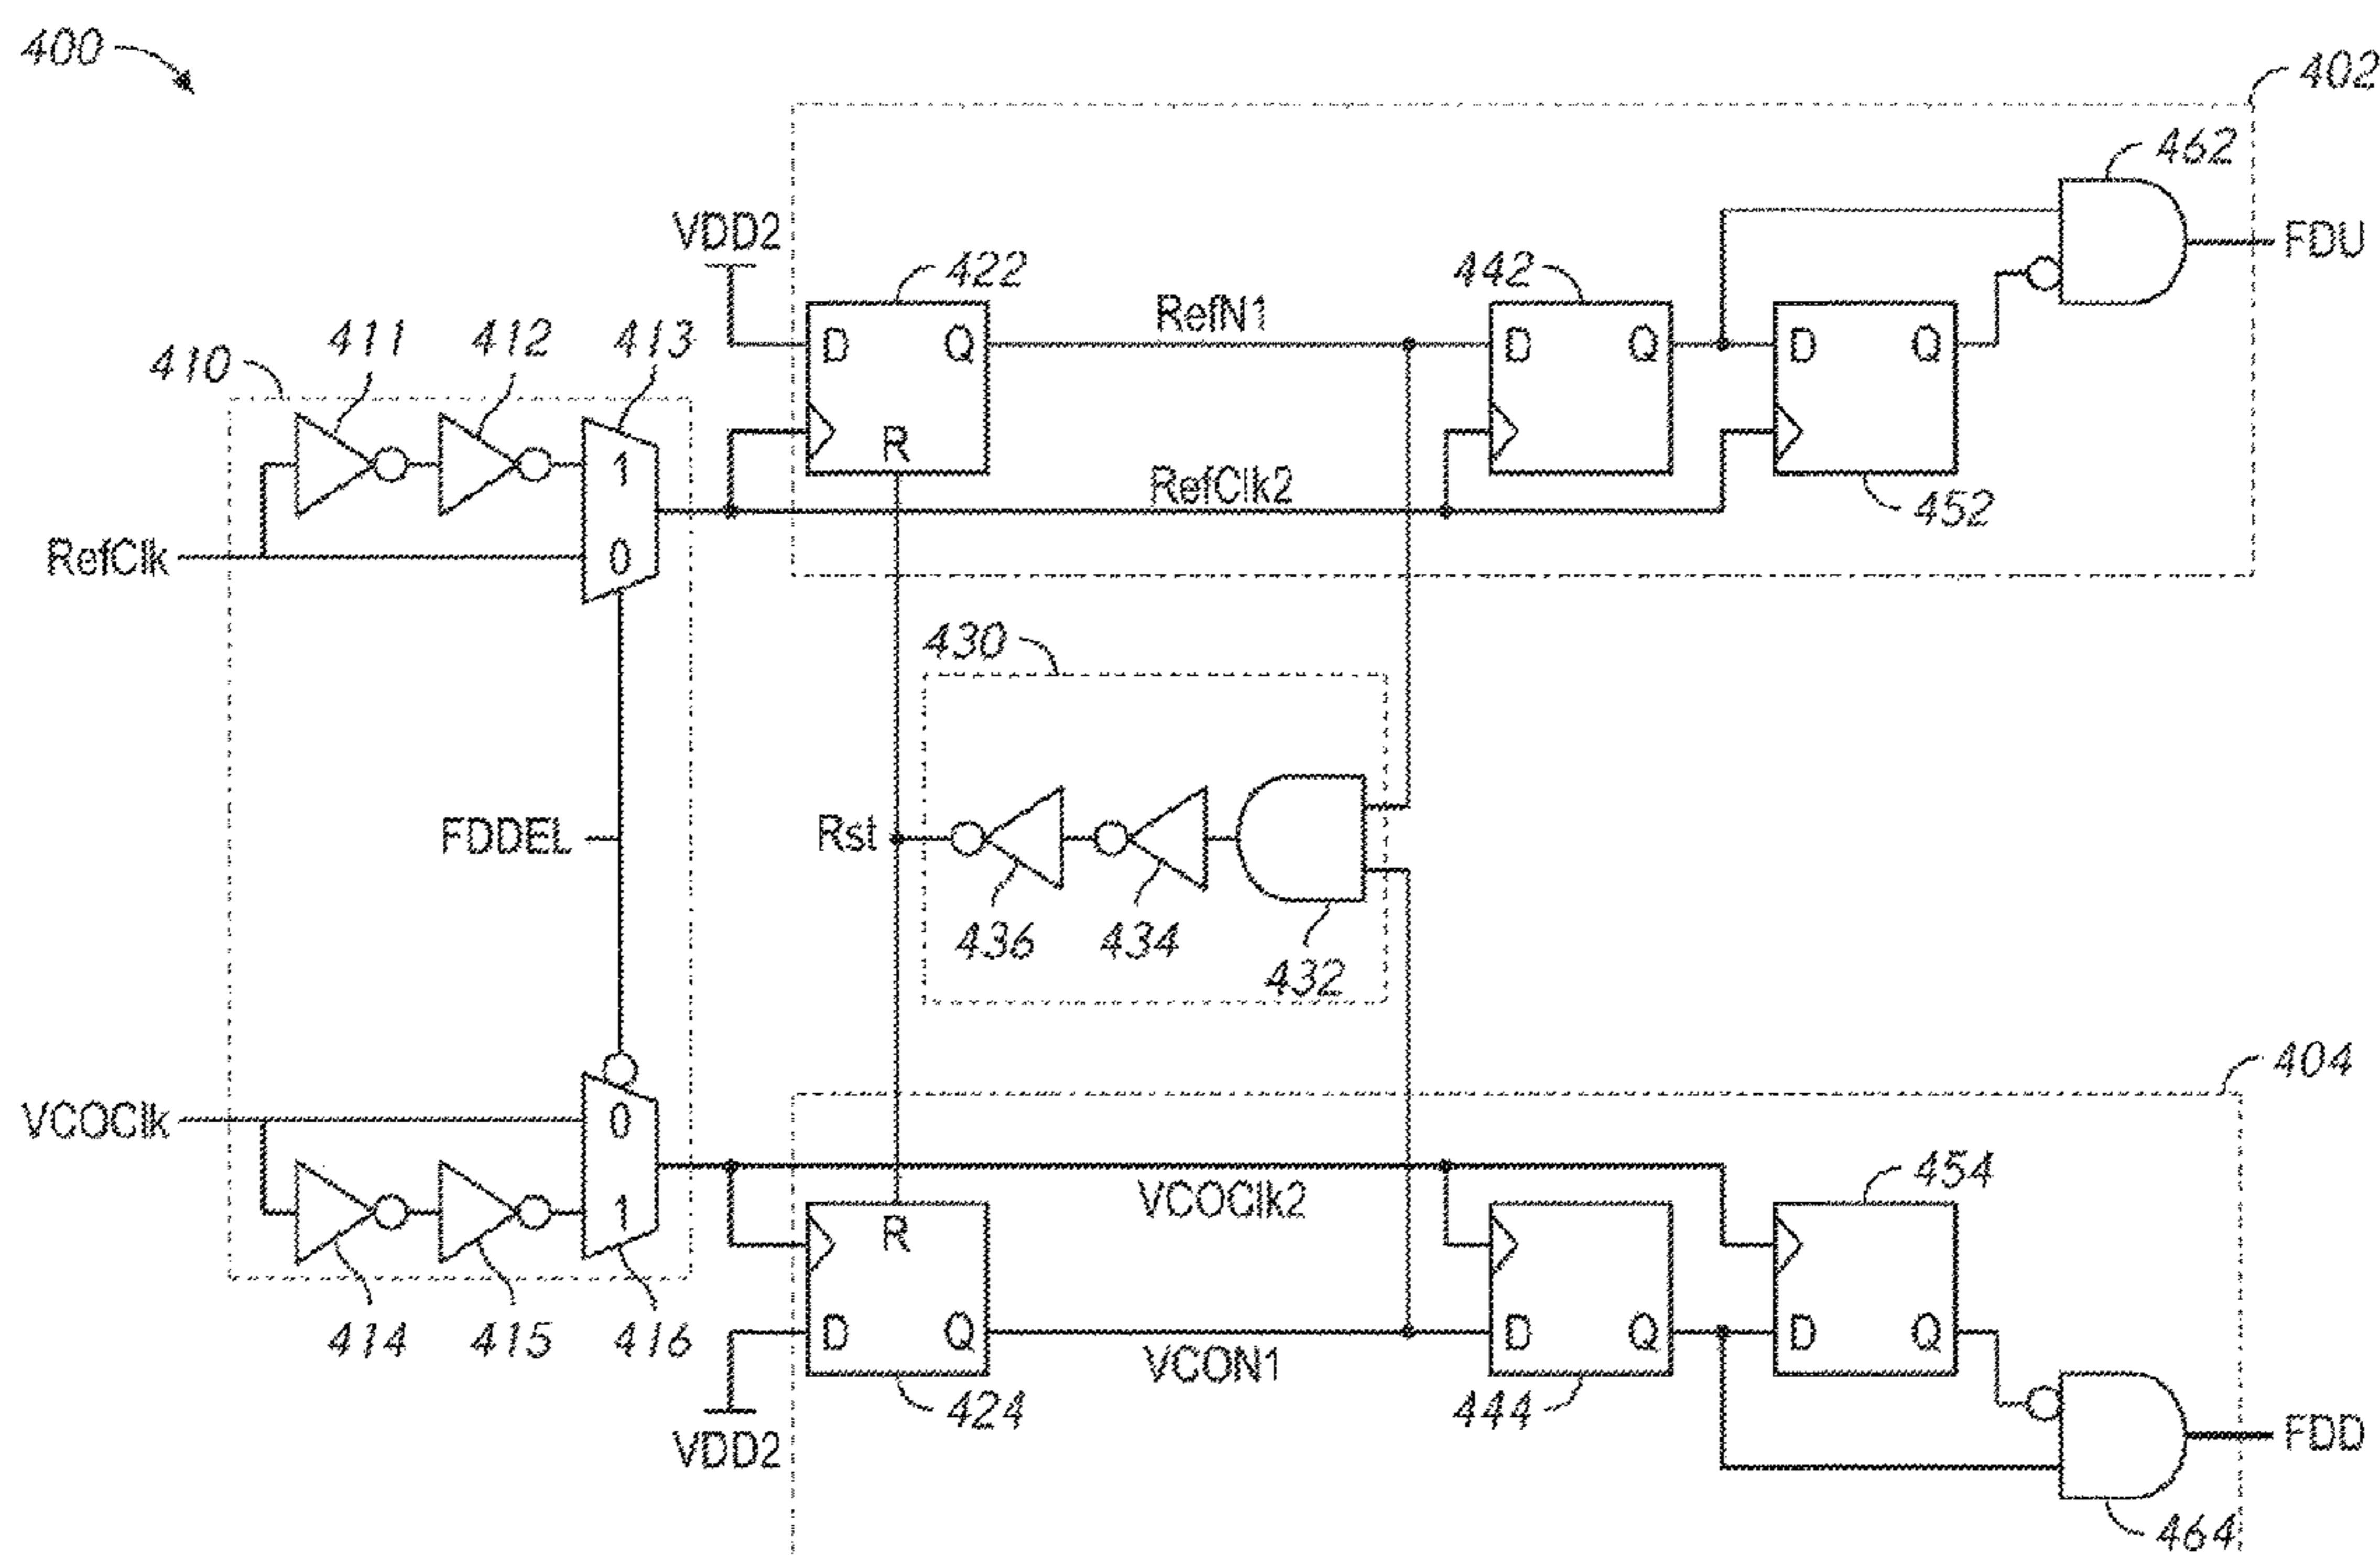 400
402
462
VDD2
FDU
422
442
RefN1
411
412
413
410
D
Q
D
Q
D
Q
R
1
RefClk2
452
RefClk
0
430
FDDEL
Rst
436
434
432
404
VCOClk
0
454
VCOClk2
1
R
414
415
416
D
Q
D
Q
D
Q
VCON1
424
444
FDD
VDD2
464